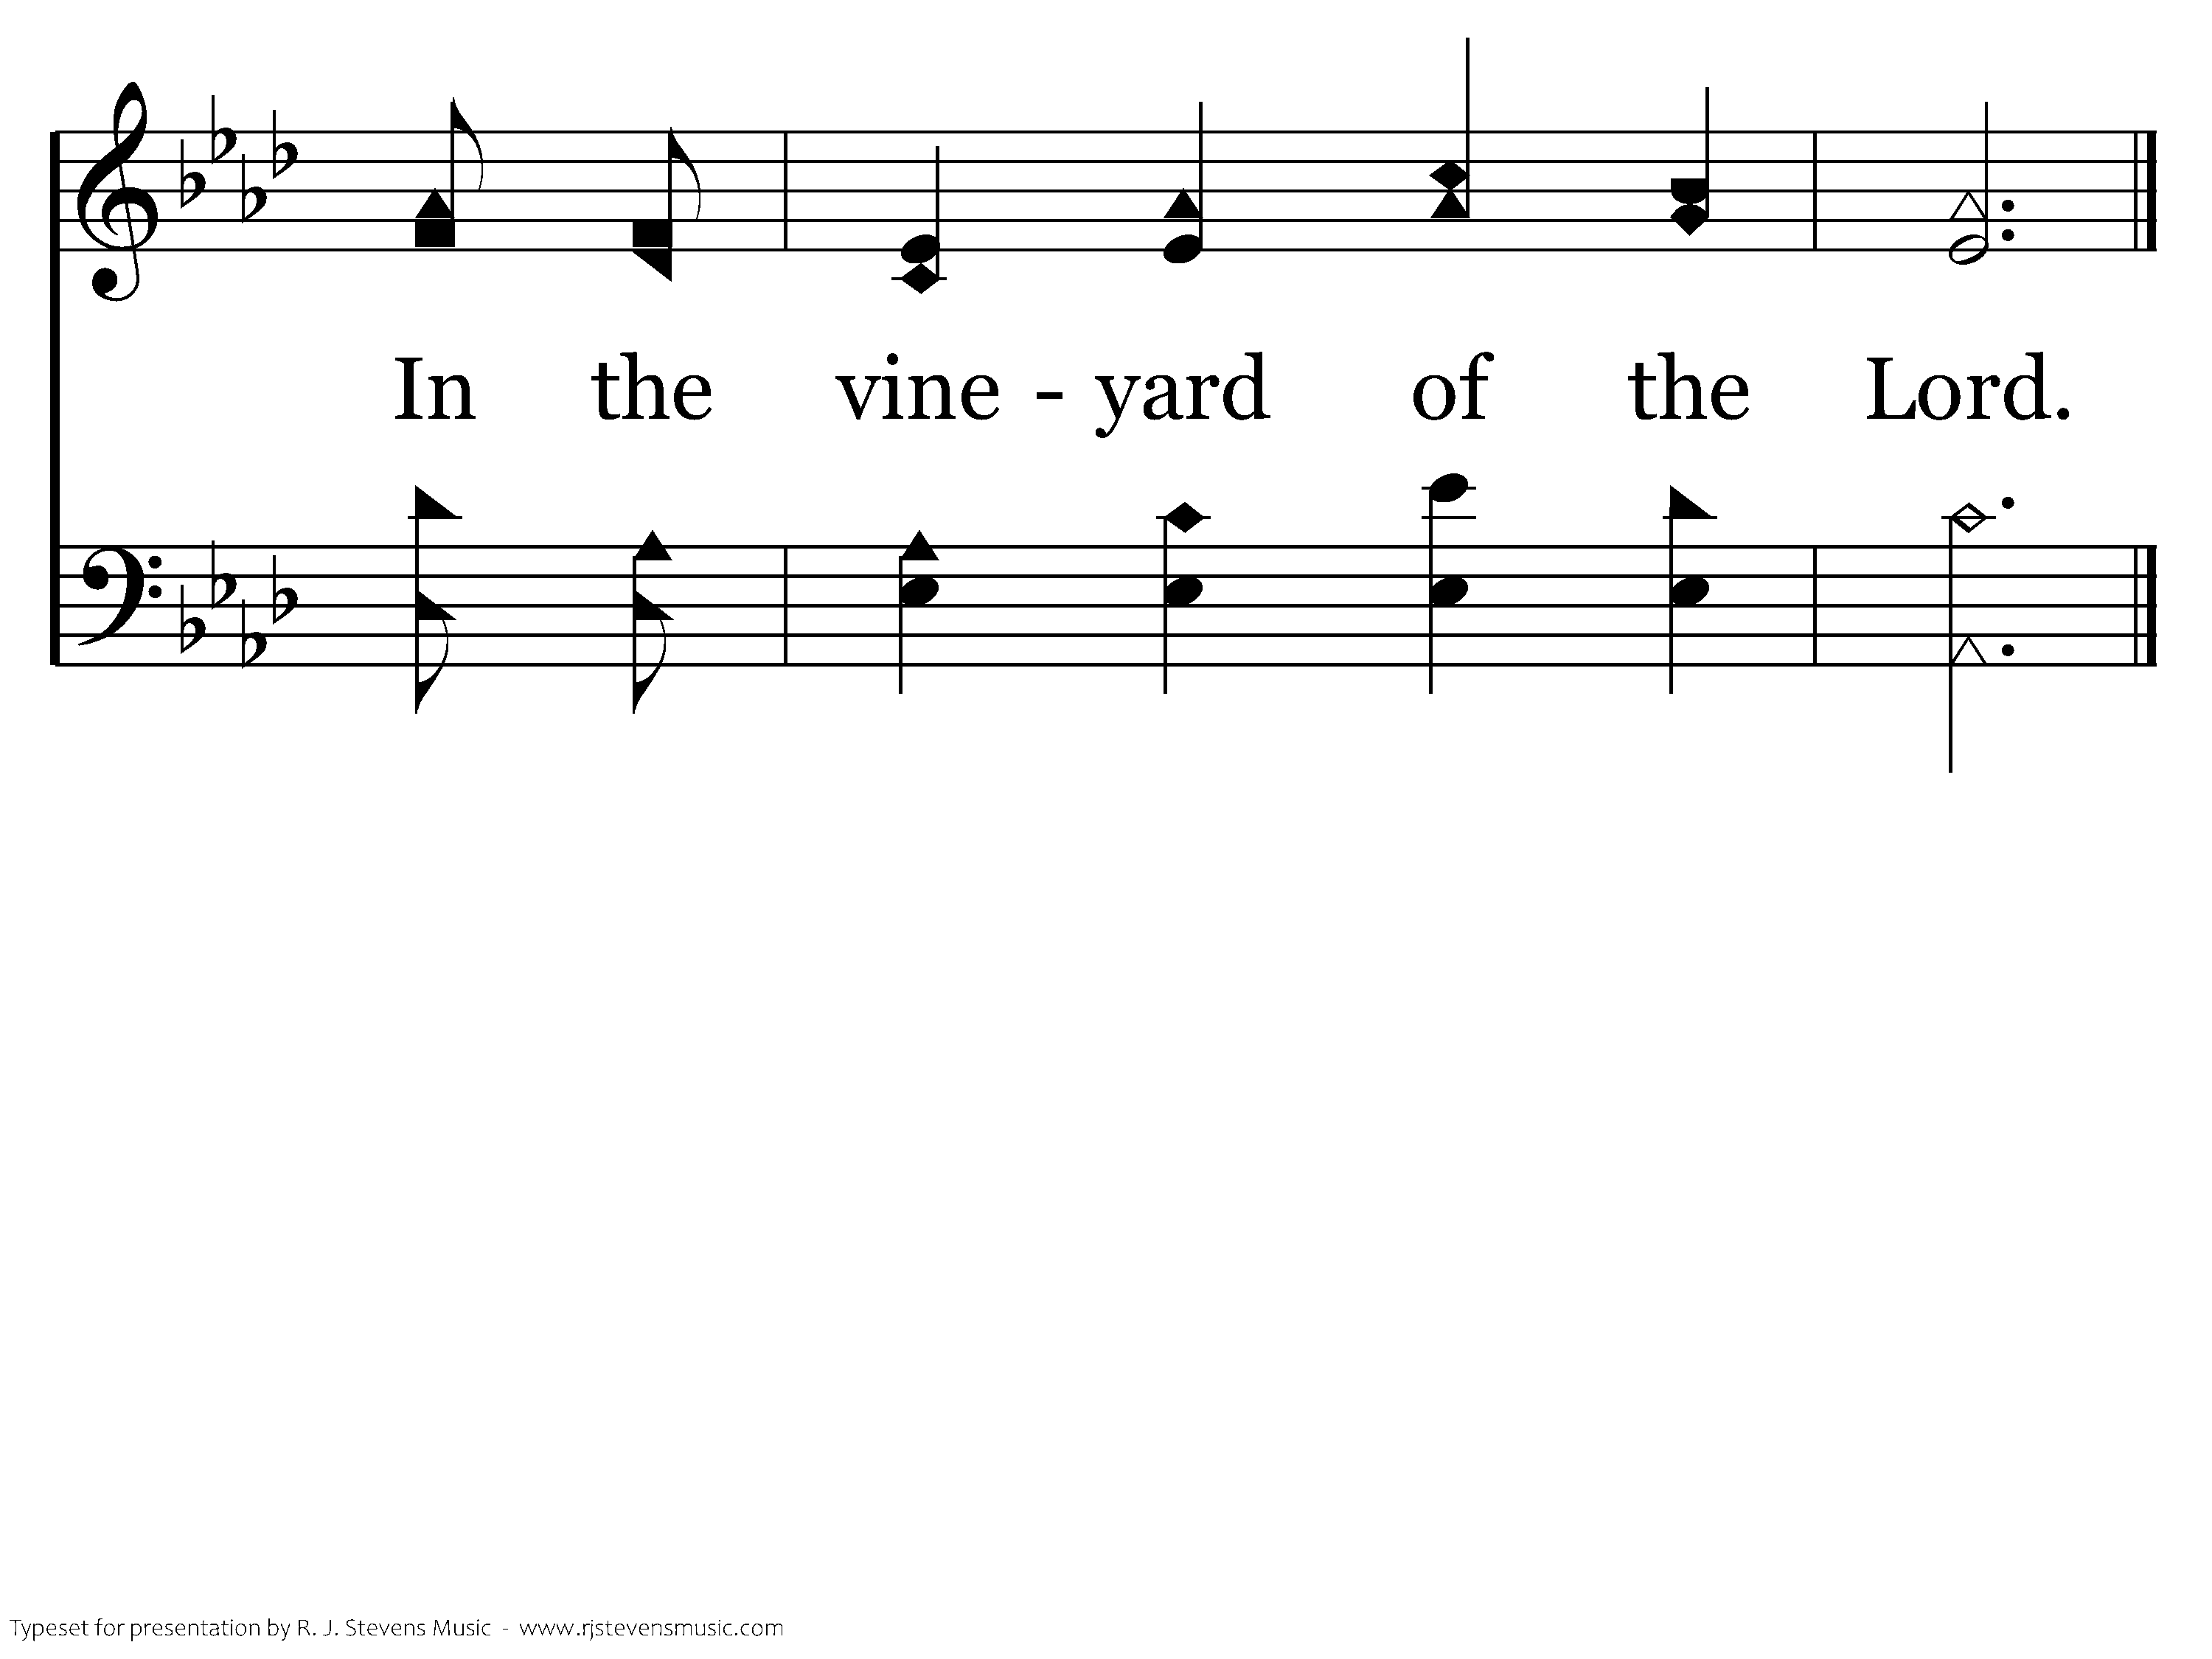 In the vine - yard of the Lord.
Typeset for presentation by R. J. Stevens Music - www.rjstevensmusic.com